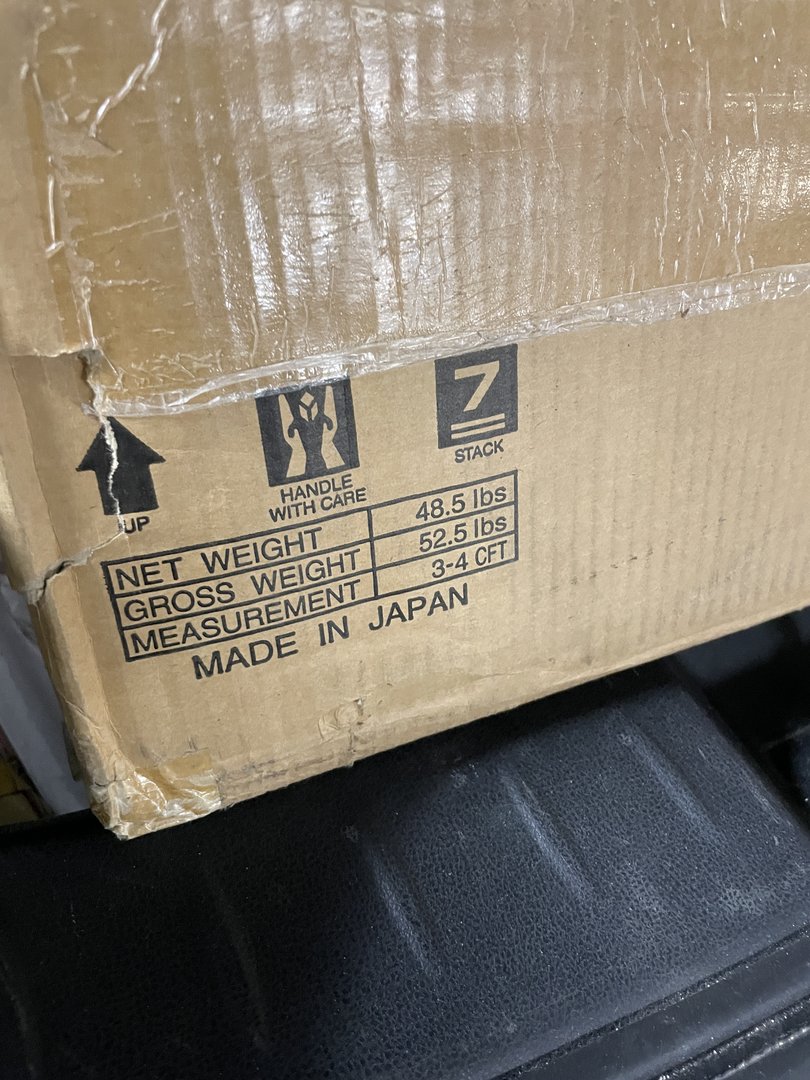 7
STACK
HANDLE
WITH CARE
UP
NET WEIGHT 48.5 lbs
GROSS WEIGHT 52.5 lbs
MEASUREMENT 3-4 CFT
MADE IN JAPAN